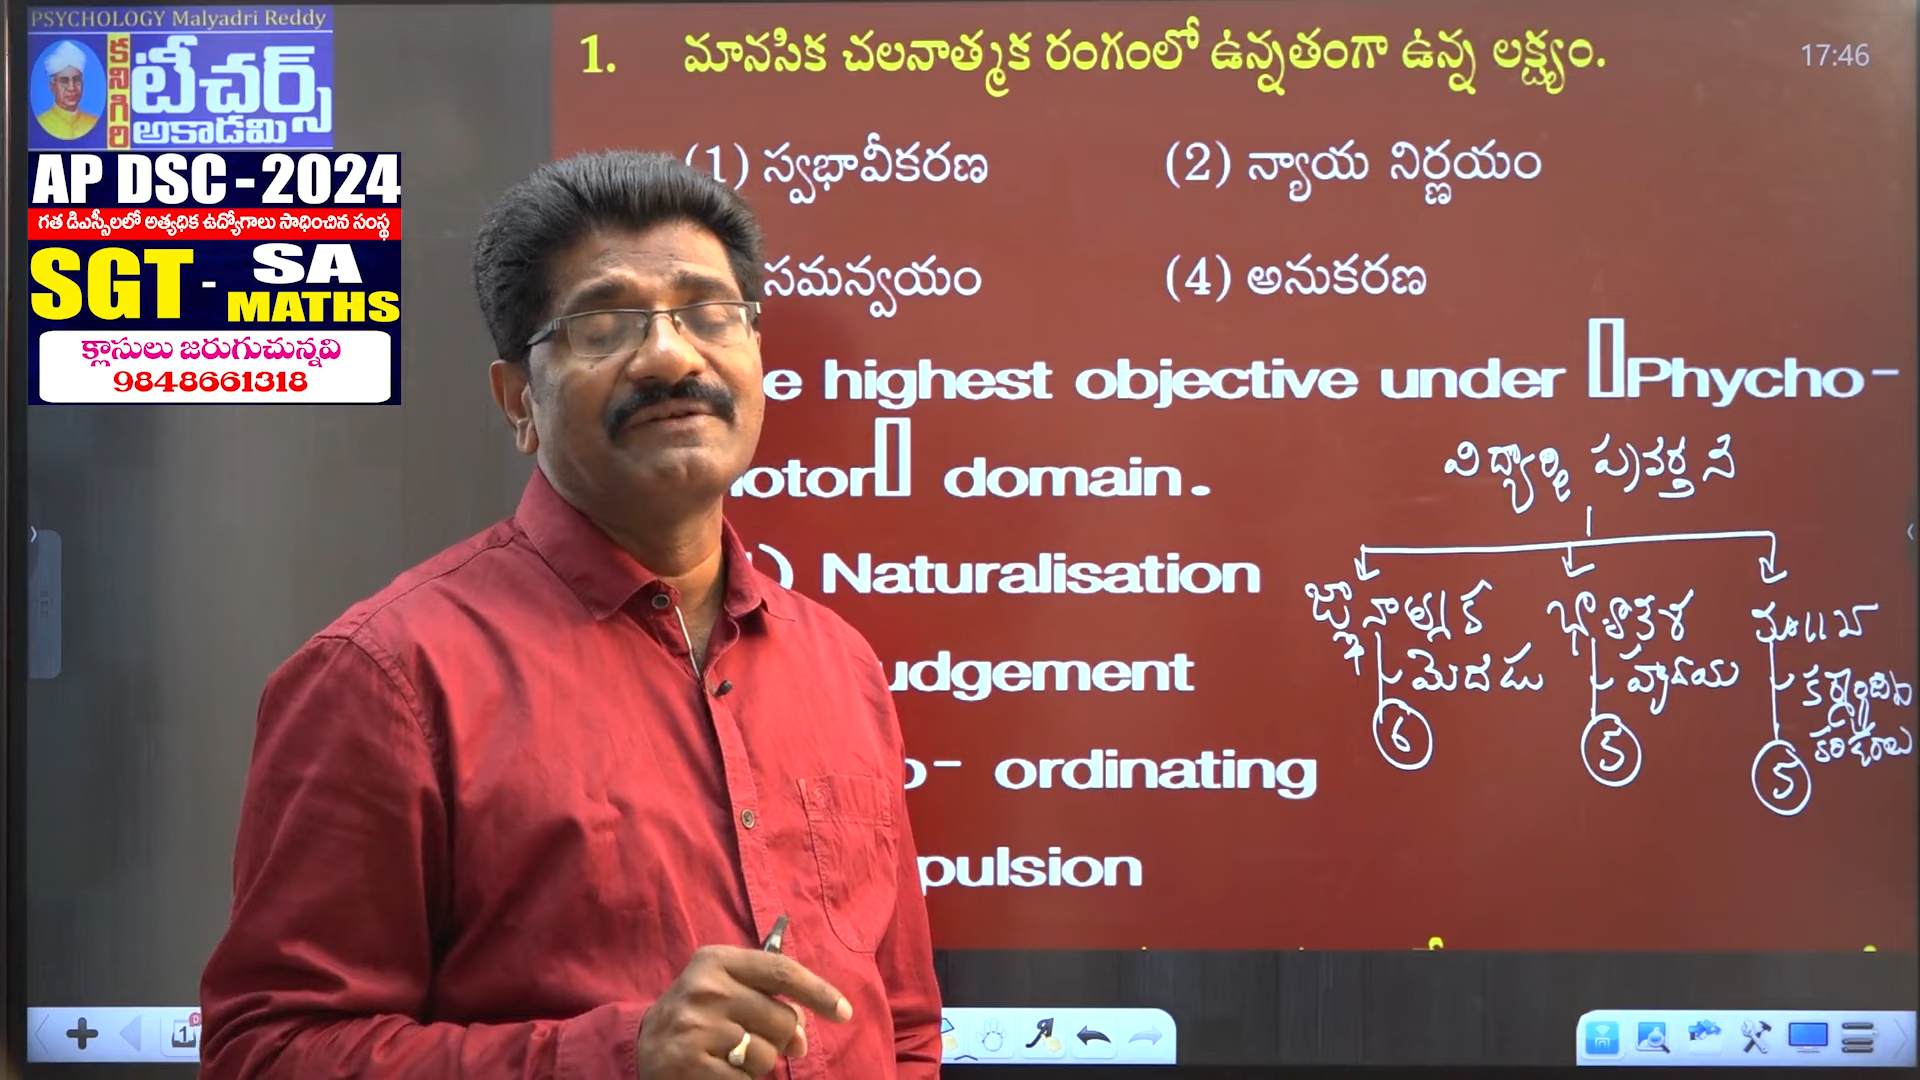 PSYCHOLOGY Malyadri Reddy
కనిగిరి
టీచర్స్
అకాడమి
AP DSC - 2024
గత డిఎస్సీలలో అత్యధిక ఉద్యోగాలు సాధించిన సంస్థ
SGT - SA
MATHS
క్లాసులు జరుగుచున్నవి
9848661318
17:46
1. మానసిక చలనాత్మక రంగంలో ఉన్నతంగా ఉన్న లక్ష్యం.
(1) స్వభావీకరణ (2) న్యాయ నిర్ణయం
సమన్వయం (4) అనుకరణ
e highest objective under Phycho-
otor domain.
) Naturalisation
udgement
o- ordinating
pulsion
విద్యార్థి ప్రవర్తన
జ్ఞానాత్మక భావావేశ
మెదడు హృదయ
6 5 5